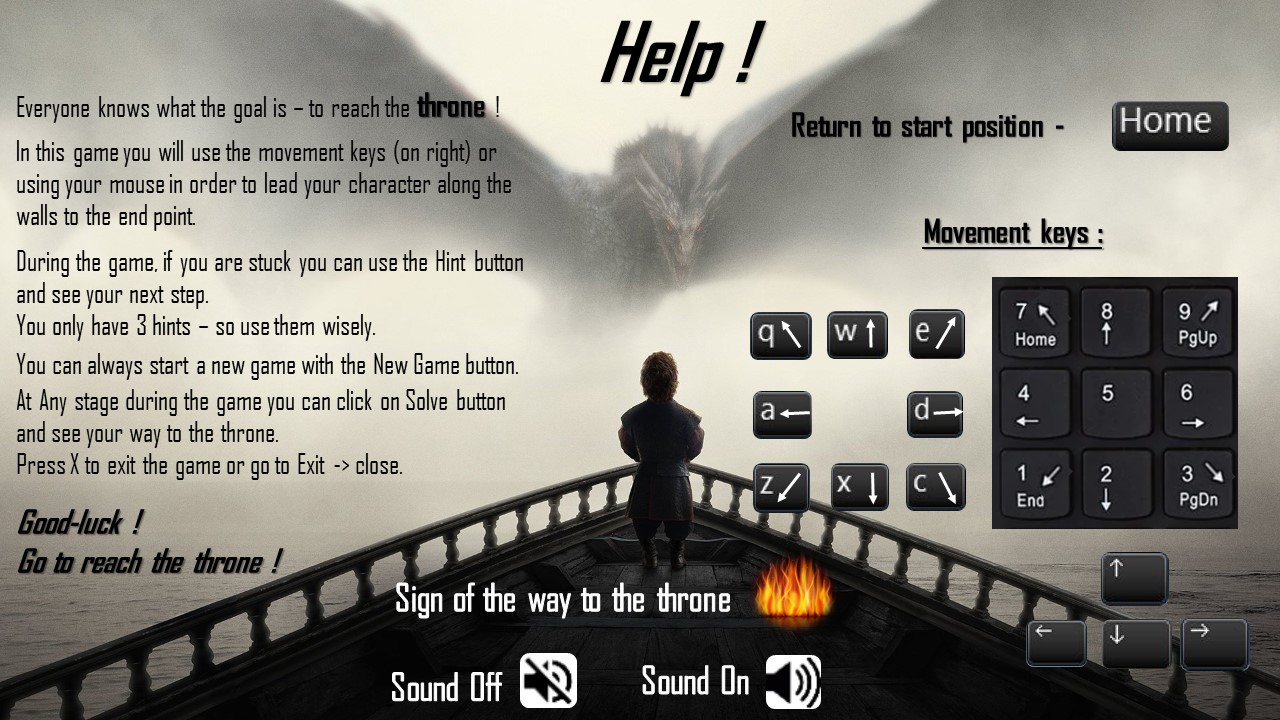 Help !
Everyone knows what the goal is – to reach the throne !
In this game you will use the movement keys (on right) or
using your mouse in order to lead your character along the
walls to the end point.
During the game, if you are stuck you can use the Hint button
and see your next step.
You only have 3 hints – so use them wisely.
You can always start a new game with the New Game button.
At Any stage during the game you can click on Solve button
and see your way to the throne.
Press X to exit the game or go to Exit -> close.
Good-luck !
Go to reach the throne !
Return to start position -
Home
Movement keys :
q ↖ w ↑ e ↗
a ← d →
z ↙ x ↓ c ↘
7 ↖ 8 9 ↗
Home ↑ PgUp
4 5 6
← →
1 ↙ 2 3 ↘
End ↓ PgDn
↑
← ↓ →
Sign of the way to the throne
Sound Off
Sound On